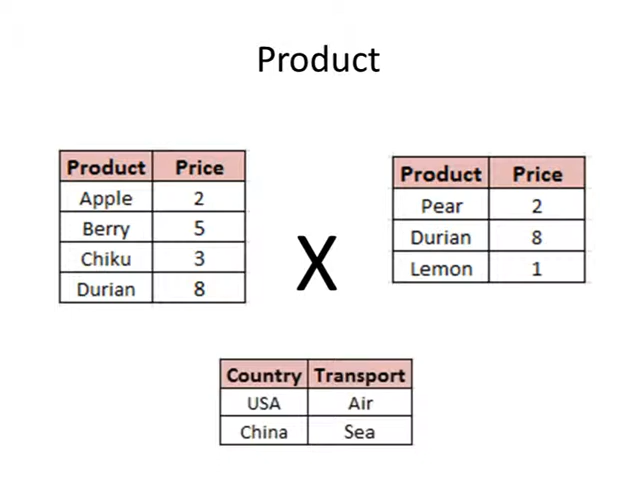 Product
Product Price
Apple 2
Berry 5
Chiku 3
Durian 8
X
Product Price
Pear 2
Durian 8
Lemon 1
Country Transport
USA Air
China Sea